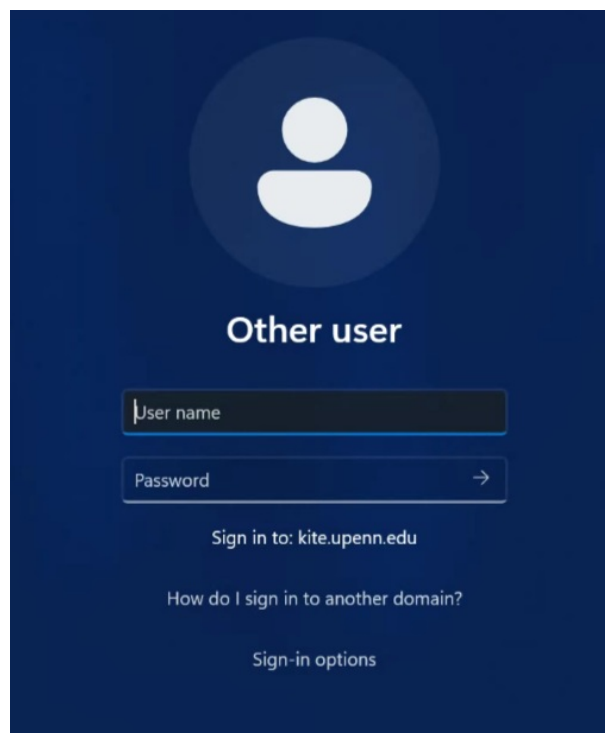 Other user
User name
Password
Sign in to: kite.upenn.edu
How do I sign in to another domain?
Sign-in options